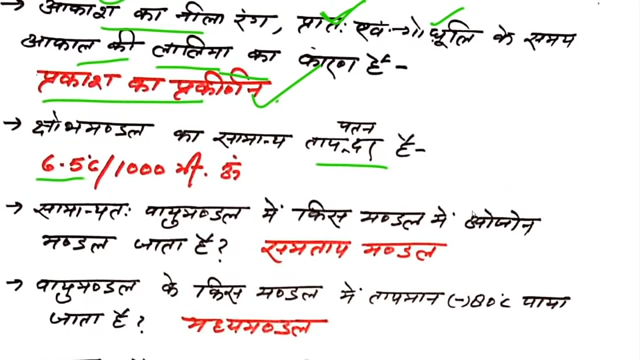 → आकाश का नीला रंग, प्रातः एवं गोधूलि के समय
आकाल की लालिमा का कारण है-
प्रकाश का प्रकीर्णन
→ क्षोभमण्डल का सामान्य ताप पतन दर है-
6.5℃/1000 मी. के
→ सामान्यतः वायुमण्डल में किस मण्डल में ओजोन
मण्डल जाता है? समताप मण्डल
→ वायुमण्डल के किस मण्डल में तापमान (-)80℃ पाया
जाता है? मध्यमण्डल